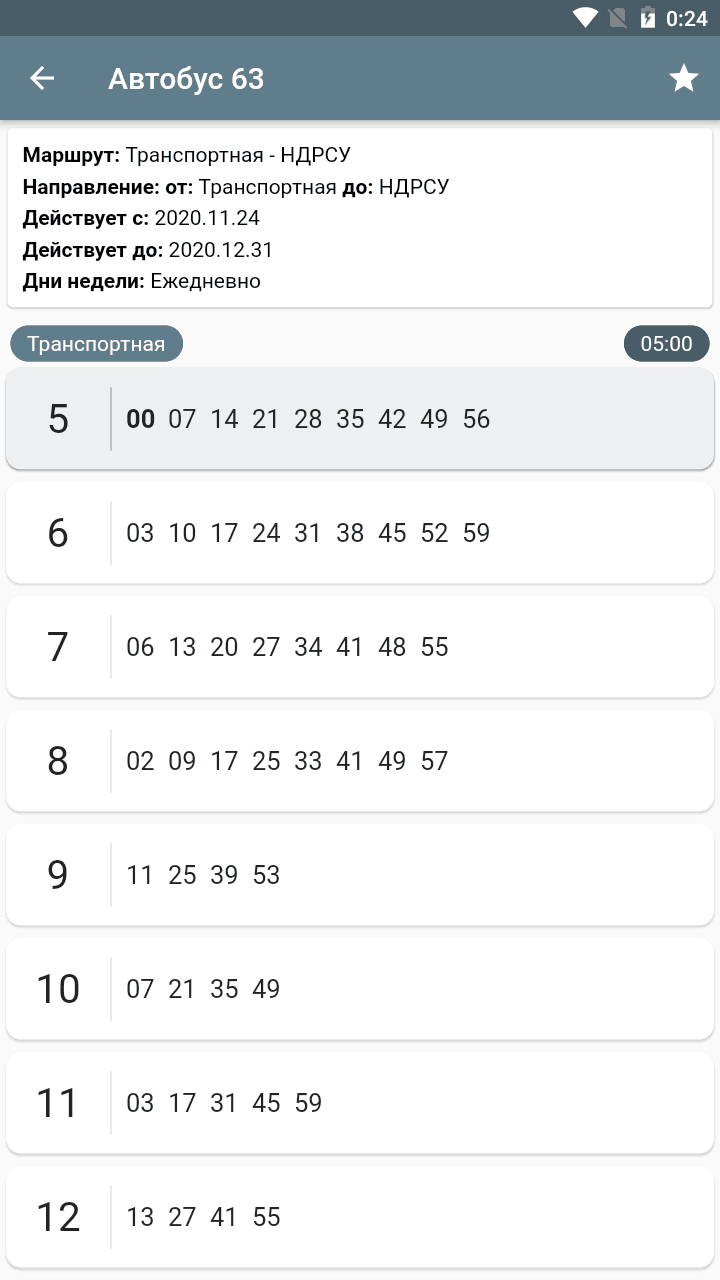 0:24
Автобус 63
Маршрут: Транспортная - НДРСУ
Направление: от: Транспортная до: НДРСУ
Действует с: 2020.11.24
Действует до: 2020.12.31
Дни недели: Ежедневно
Транспортная 05:00
5 00 07 14 21 28 35 42 49 56
6 03 10 17 24 31 38 45 52 59
7 06 13 20 27 34 41 48 55
8 02 09 17 25 33 41 49 57
9 11 25 39 53
10 07 21 35 49
11 03 17 31 45 59
12 13 27 41 55